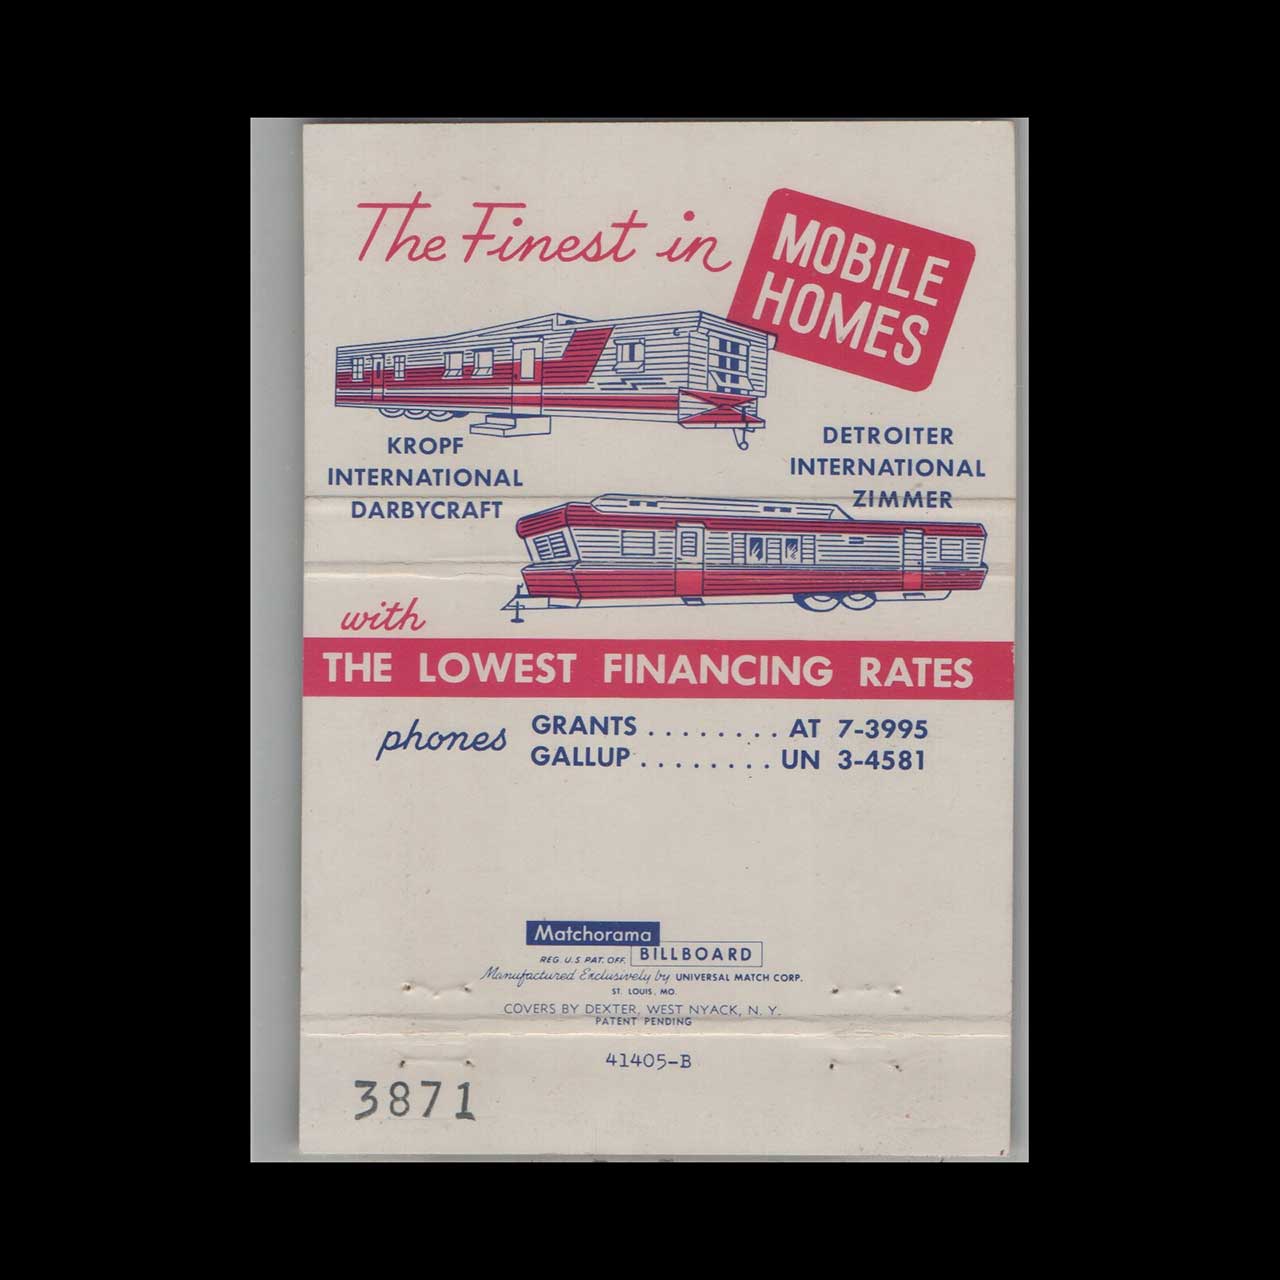 The Finest in
MOBILE
HOMES
KROPF
INTERNATIONAL
DARBYCRAFT
DETROITER
INTERNATIONAL
ZIMMER
with
THE LOWEST FINANCING RATES
phones
GRANTS ........ AT 7-3995
GALLUP ........ UN 3-4581
Matchorama
REG. U.S. PAT. OFF. BILLBOARD
Manufactured Exclusively by UNIVERSAL MATCH CORP.
ST. LOUIS, MO.
COVERS BY DEXTER, WEST NYACK, N. Y.
PATENT PENDING
41405-B
3871